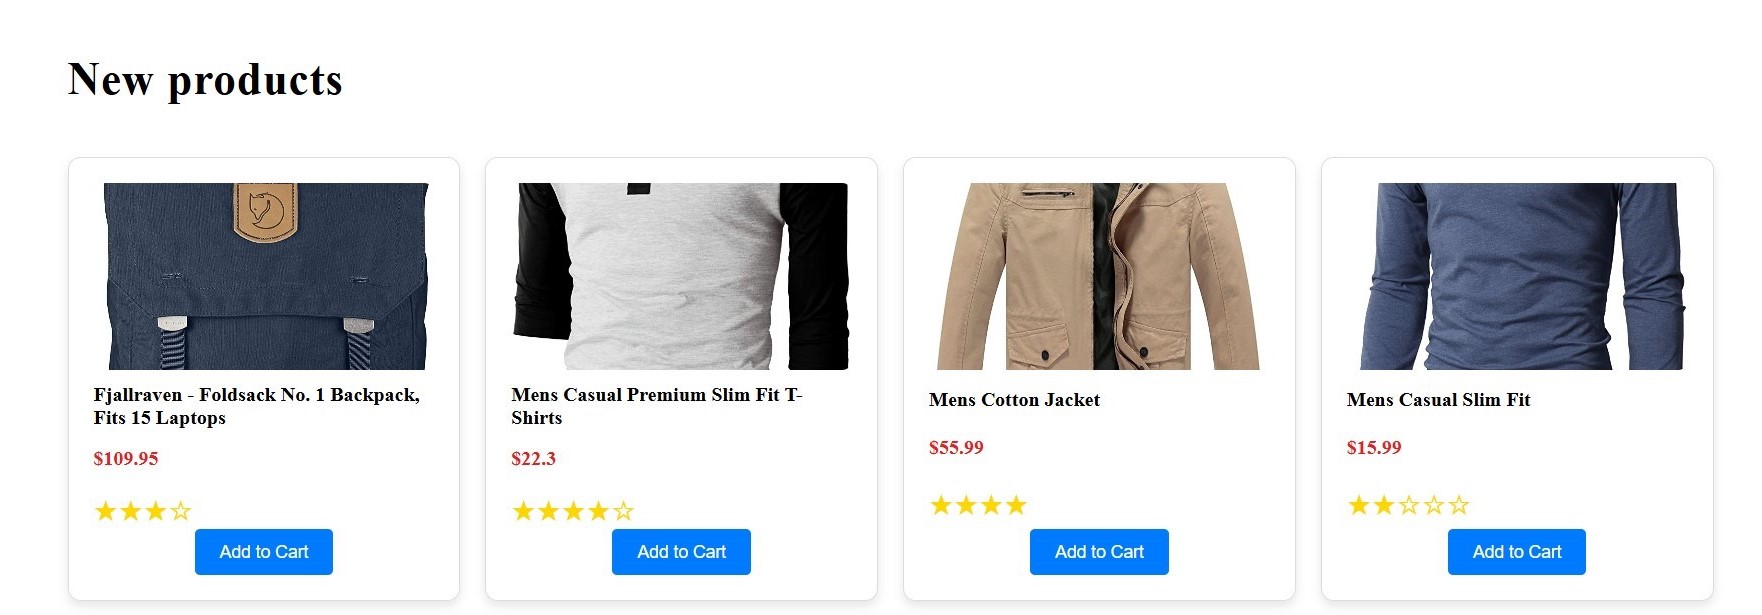 New products
Fjallraven - Foldsack No. 1 Backpack,
Fits 15 Laptops
$109.95
★★★☆
Add to Cart
Mens Casual Premium Slim Fit T-
Shirts
$22.3
★★★★☆
Add to Cart
Mens Cotton Jacket
$55.99
★★★★
Add to Cart
Mens Casual Slim Fit
$15.99
★★☆☆☆
Add to Cart